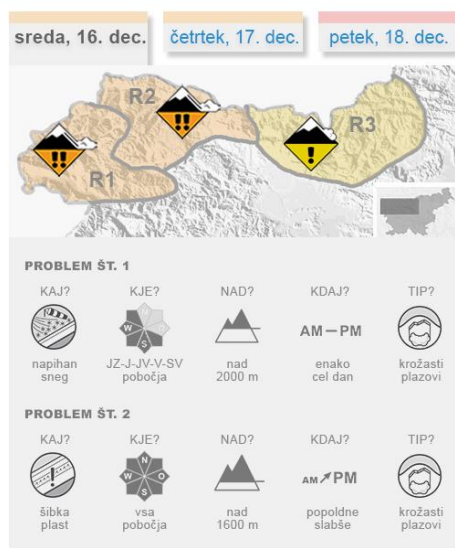 sreda, 16. dec.
četrtek, 17. dec.
petek, 18. dec.
R2
R3
R1
PROBLEM ŠT. 1
KAJ?
KJE?
NAD?
KDAJ?
TIP?
W
O
S
AM–PM
napihan
sneg
JZ-J-JV-V-SV
pobočja
nad
2000 m
enako
cel dan
krožasti
plazovi
PROBLEM ŠT. 2
KAJ?
KJE?
NAD?
KDAJ?
TIP?
N
W
O
S
AM↗PM
šibka
plast
vsa
pobočja
nad
1600 m
popoldne
slabše
krožasti
plazovi